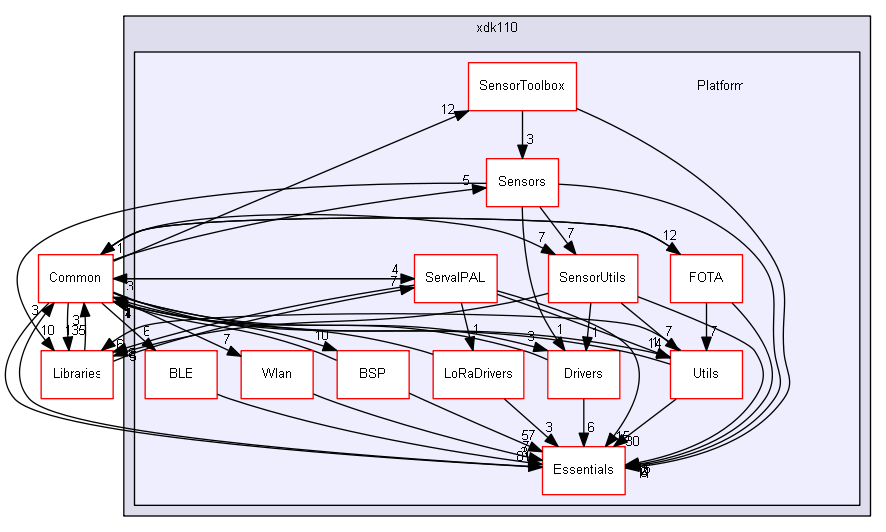 xdk110
SensorToolbox
Platform
12
3
Sensors
5
1
7
7
12
Common
4
7
ServalPAL
SensorUtils
FOTA
3
10
3
6
7
10
1
3
1
1
7
7
Libraries
BLE
Wlan
BSP
LoRaDrivers
Drivers
Utils
57
3
6
Essentials